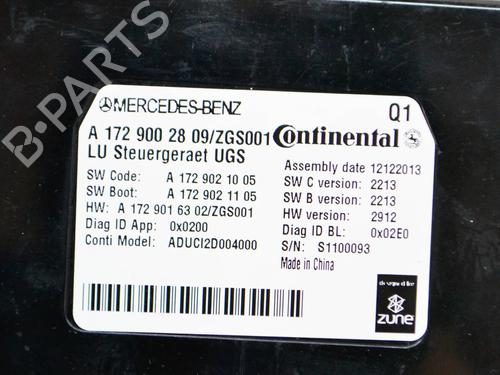 B-PARTS
MERCEDES-BENZ Q1
A 172 900 28 09/ZGS001 Continental
LU Steuergeraet UGS
Assembly date 12122013
SW Code: A 172 902 10 05
SW C version: 2213
SW Boot: A 172 902 11 05
SW B version: 2213
HW: A 172 901 63 02/ZGS001
HW version: 2912
Diag ID App: 0x0200
Diag ID BL: 0x02E0
Conti Model: ADUCI2D004000
S/N: S1100093
Made in China
zune